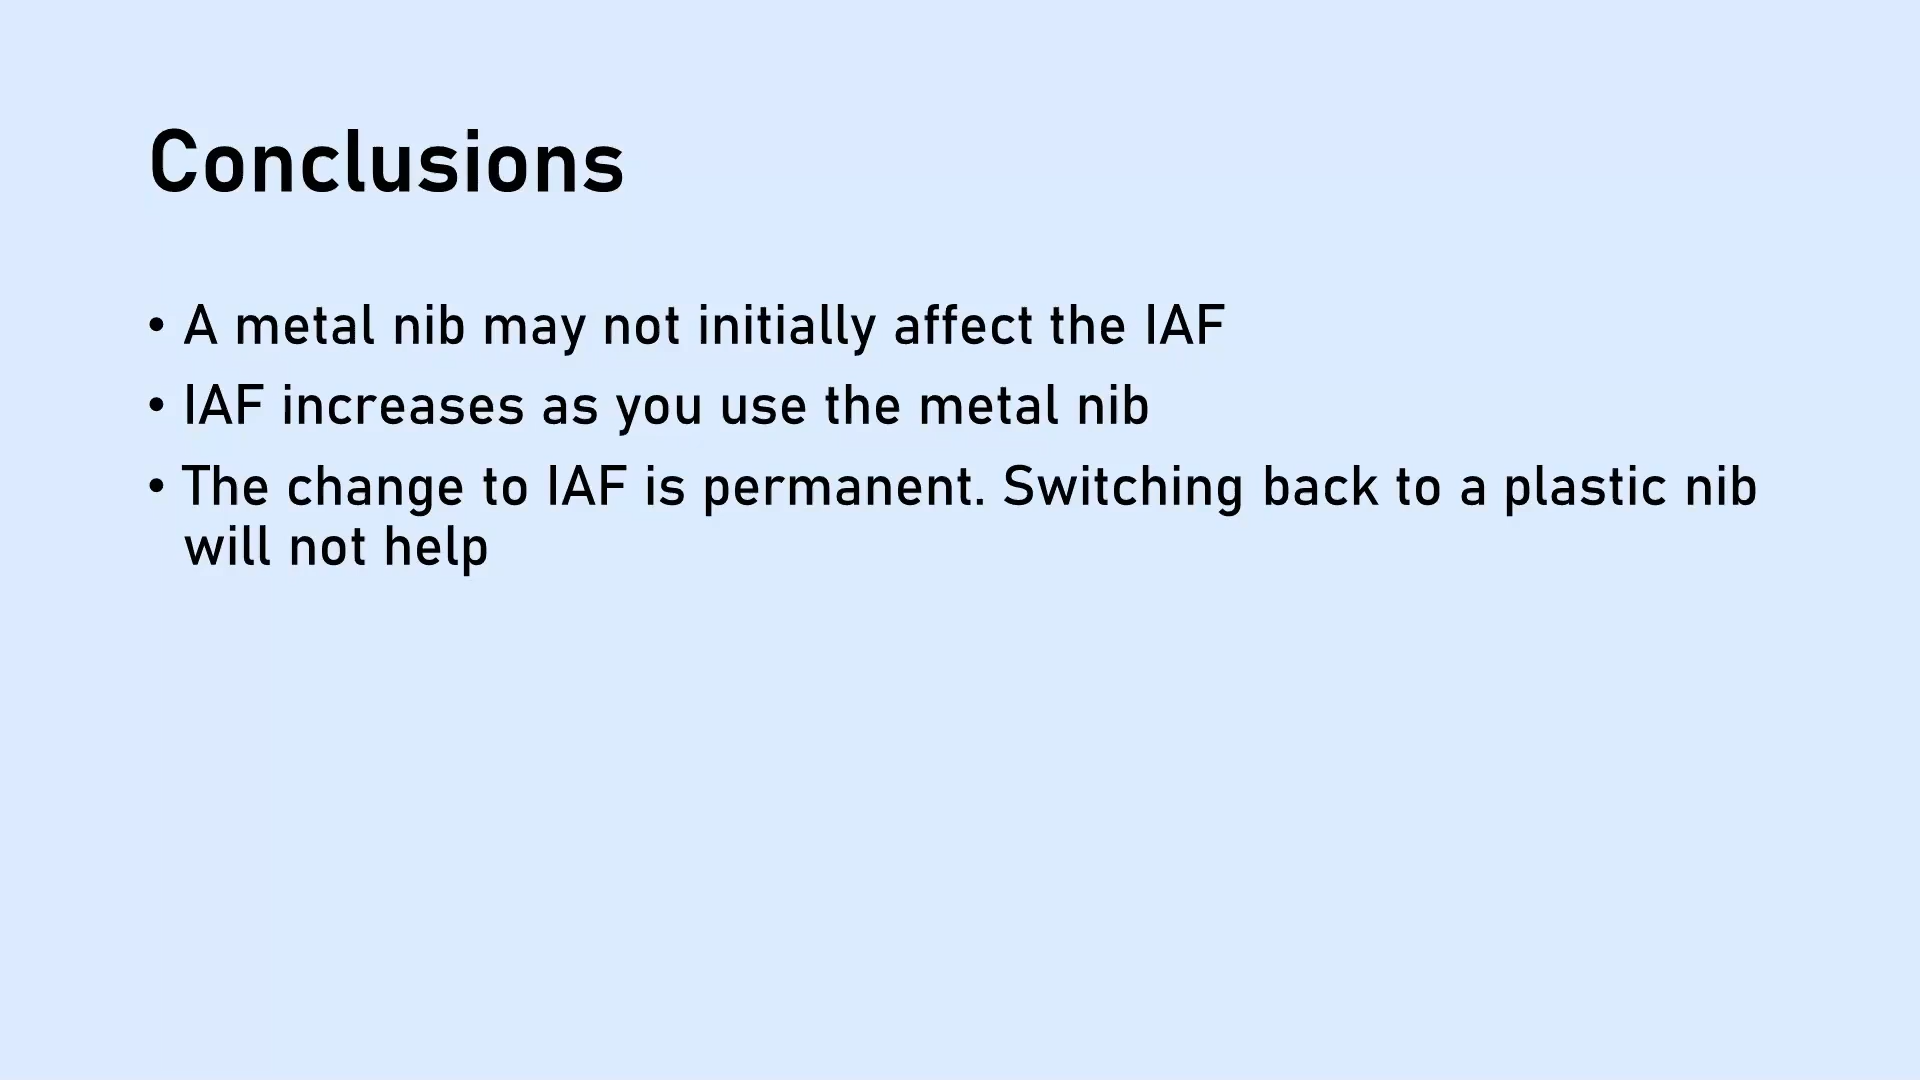 Conclusions
• A metal nib may not initially affect the IAF
• IAF increases as you use the metal nib
• The change to IAF is permanent. Switching back to a plastic nib
will not help